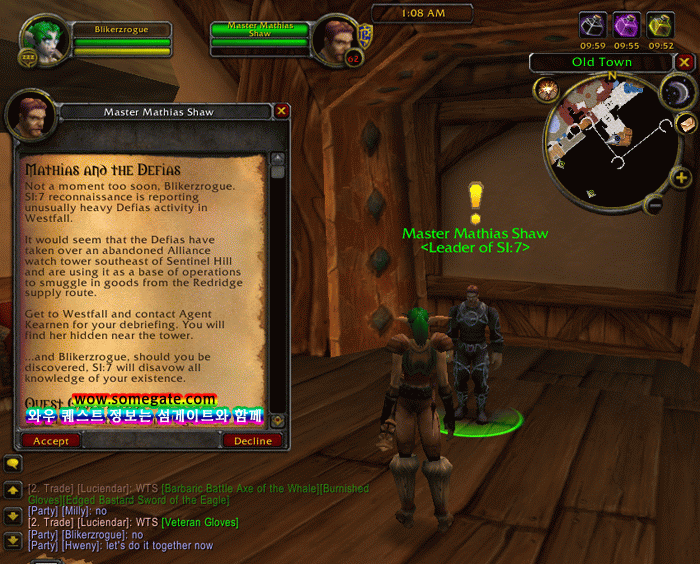 1:08 AM
Blikerzrogue
Master Mathias
Shaw
62
09:59 09:55 09:52
Old Town
N
Master Mathias Shaw
Mathias and the Defias
Not a moment too soon, Blikerzrogue.
SI:7 reconnaissance is reporting
unusually heavy Defias activity in
Westfall.
It would seem that the Defias have
taken over an abandoned Alliance
watch tower southeast of Sentinel Hill
and are using it as a base of operations
to smuggle in goods from the Redridge
supply route.
Get to Westfall and contact Agent
Kearnen for your debriefing. You will
find her hidden near the tower.
...and Blikerzrogue, should you be
discovered, SI:7 will disavow all
knowledge of your existence.
Quest
wow.somegate.com
와우 퀘스트 정보는 섬게이트와 함께
Accept
Decline
Master Mathias Shaw
<Leader of SI:7>
[2. Trade] [Luciendar]: WTS [Barbaric Battle Axe of the Whale][Burnished
Gloves][Edged Bastard Sword of the Eagle]
[Party] [Milly]: no
[2. Trade] [Luciendar]: WTS [Veteran Gloves]
[Party] [Blikerzrogue]: no
[Party] [Hweny]: let's do it together now